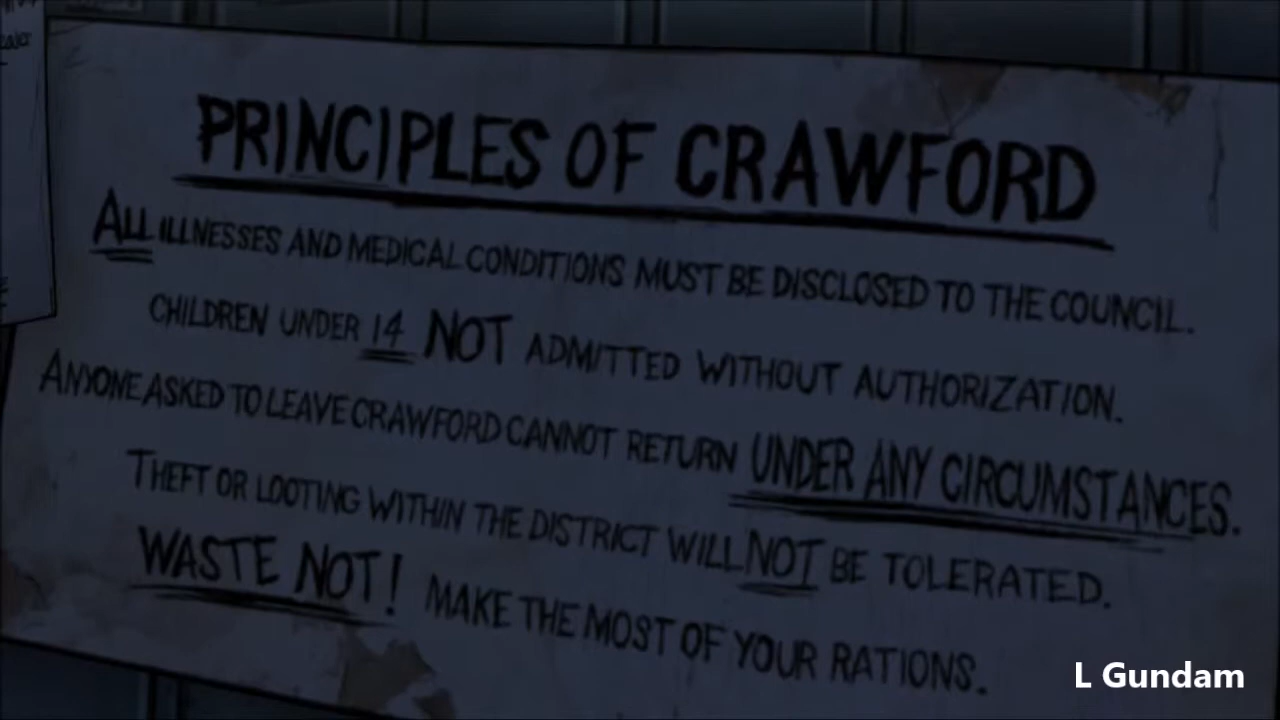 PRINCIPLES OF CRAWFORD
ALL ILLNESSES AND MEDICAL CONDITIONS MUST BE DISCLOSED TO THE COUNCIL.
CHILDREN UNDER 14 NOT ADMITTED WITHOUT AUTHORIZATION.
ANYONE ASKED TO LEAVE CRAWFORD CANNOT RETURN UNDER ANY CIRCUMSTANCES.
THEFT OR LOOTING WITHIN THE DISTRICT WILL NOT BE TOLERATED.
WASTE NOT! MAKE THE MOST OF YOUR RATIONS.
L Gundam